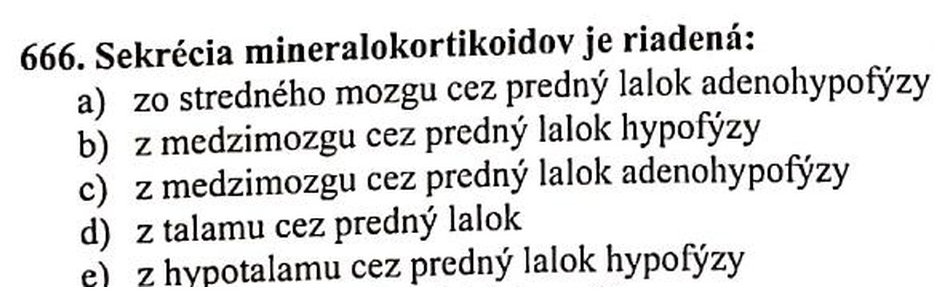 666. Sekrécia mineralokortikoidov je riadená:
a) zo stredného mozgu cez predný lalok adenohypofýzy
b) z medzimozgu cez predný lalok hypofýzy
c) z medzimozgu cez predný lalok adenohypofýzy
d) z talamu cez predný lalok
e) z hypotalamu cez predný lalok hypofýzy